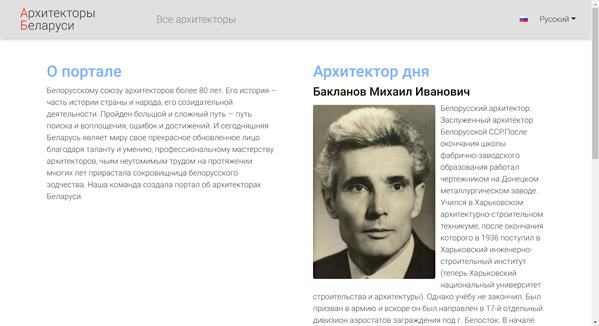 Архитекторы
Беларуси
Все архитекторы
Русский
О портале
Белорусскому союзу архитекторов более 80 лет. Его история —
часть истории страны и народа, его созидательной
деятельности. Пройден большой и сложный путь — путь
поиска и воплощения, ошибок и достижений. И сегодняшняя
Беларусь являет миру свое прекрасное обновленное лицо
благодаря таланту и умению, профессиональному мастерству
архитекторов, чьим неутомимым трудом на протяжении
многих лет прирастала сокровищница белорусского
зодчества. Наша команда создала портал об архитекторах
Беларуси.
Архитектор дня
Бакланов Михаил Иванович
Белорусский архитектор.
Заслуженный архитектор
Белорусской ССР.После
окончания школы
фабрично-заводского
образования работал
чертежником на Донецком
металлургическом заводе.
Учился в Харьковском
архитектурно-строительном
техникуме, после окончания
которого в 1936 поступил в
Харьковский инженерно-
строительный институт
(теперь Харьковский
национальный университет
строительства и архитектуры). Однако учёбу не закончил. Был
призван в армию и вскоре он был направлен в 17-й отдельный
дивизион аэростатов заграждения под г. Белосток. В начале